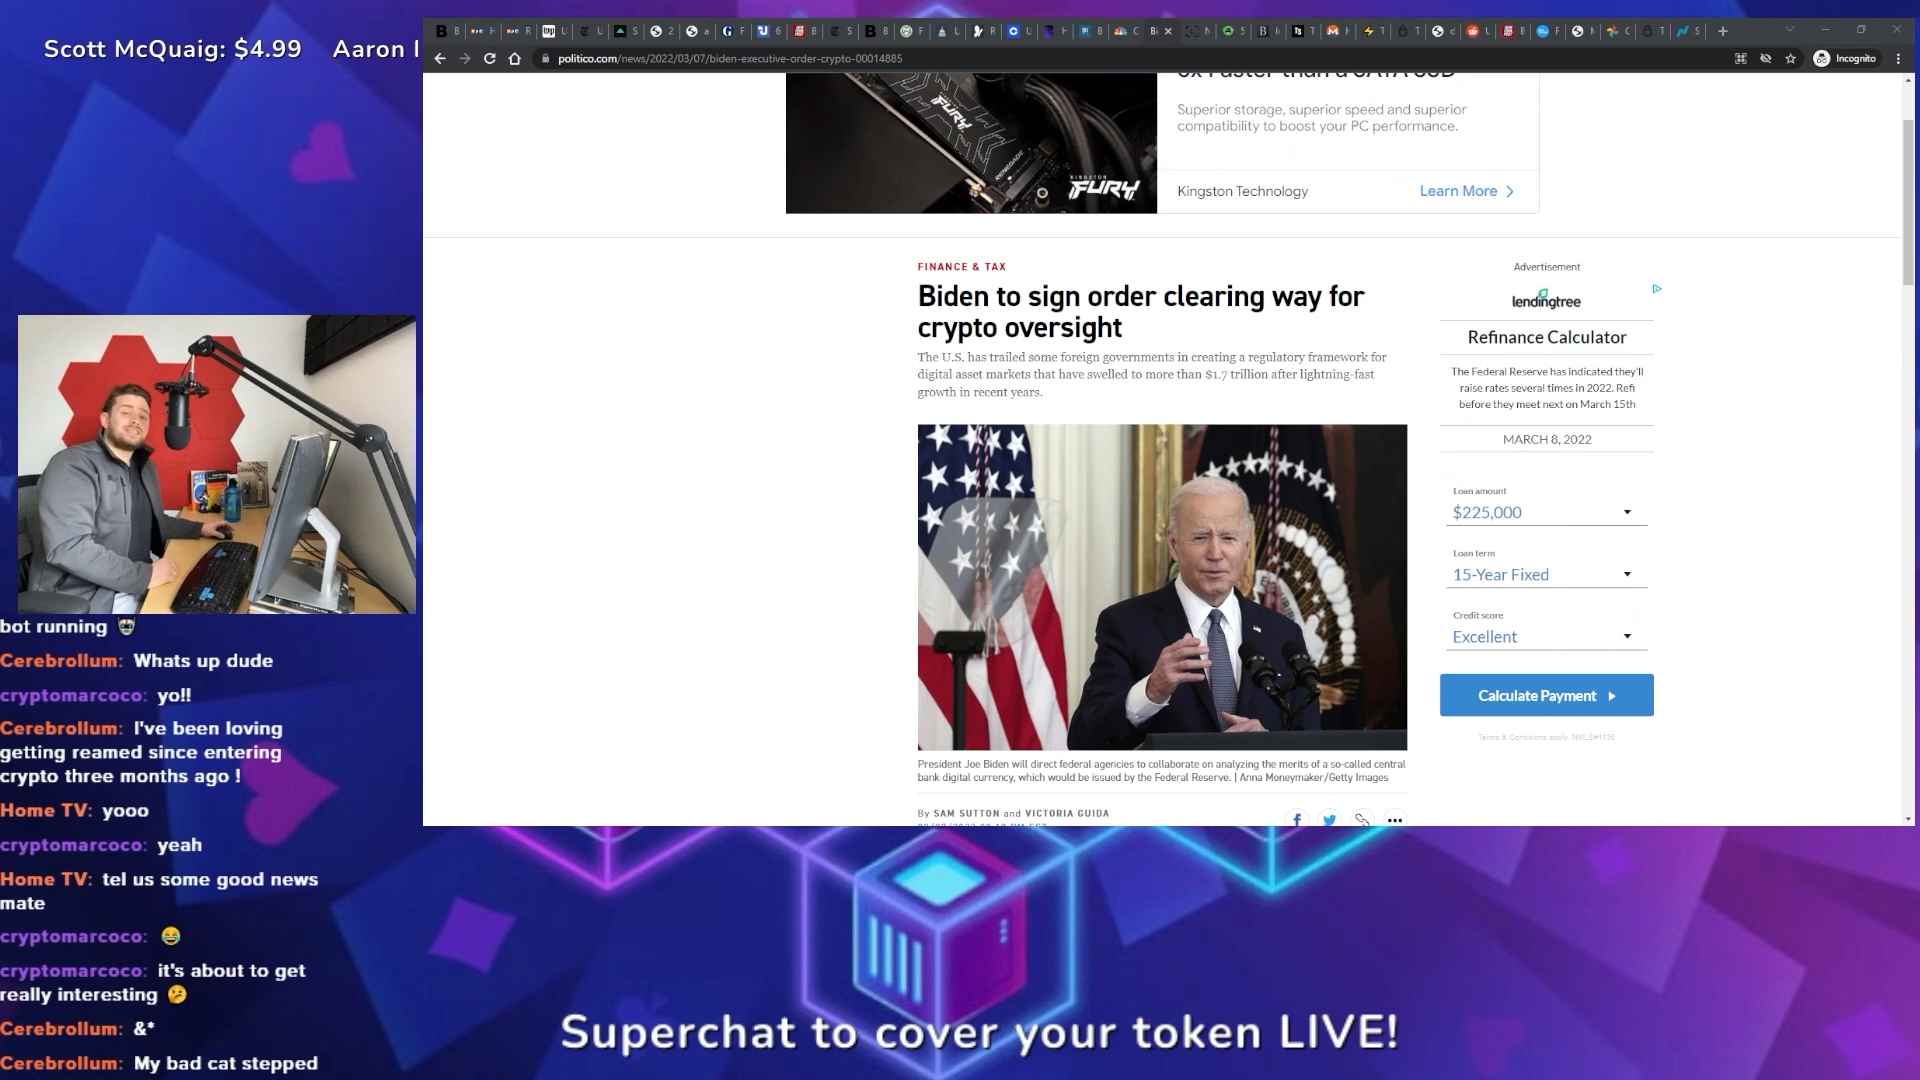 Scott McQuaig: $4.99 Aaron
politico.com/news/2022/03/07/biden-executive-order-crypto-00014885
Incognito
FURY
RENEGADE
KINGSTON
FURY
Superior storage, superior speed and superior
compatibility to boost your PC performance.
Kingston Technology
Learn More
FINANCE & TAX
Biden to sign order clearing way for
crypto oversight
The U.S. has trailed some foreign governments in creating a regulatory framework for
digital asset markets that have swelled to more than $1.7 trillion after lightning-fast
growth in recent years.
President Joe Biden will direct federal agencies to collaborate on analyzing the merits of a so-called central
bank digital currency, which would be issued by the Federal Reserve. | Anna Moneymaker/Getty Images
By SAM SUTTON and VICTORIA GUIDA
Advertisement
lendingtree
Refinance Calculator
The Federal Reserve has indicated they'll
raise rates several times in 2022. Refi
before they meet next on March 15th
MARCH 8, 2022
Loan amount
$225,000
Loan term
15-Year Fixed
Credit score
Excellent
Calculate Payment
Terms & Conditions apply. NMLS#1136
bot running
Cerebrollum: Whats up dude
cryptomarcoco: yo!!
Cerebrollum: I've been loving
getting reamed since entering
crypto three months ago !
Home TV: yooo
cryptomarcoco: yeah
Home TV: tel us some good news
mate
cryptomarcoco: 😂
cryptomarcoco: it's about to get
really interesting 🤔
Cerebrollum: &*
Cerebrollum: My bad cat stepped
Superchat to cover your token LIVE!